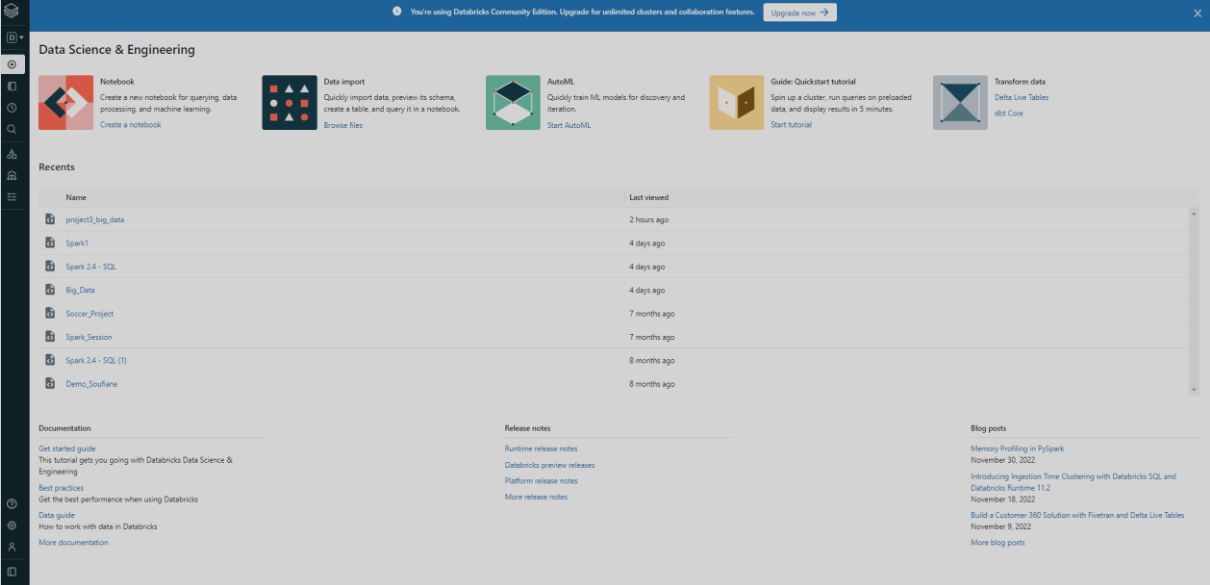 You're using Databricks Community Edition. Upgrade for unlimited clusters and collaboration features.
Upgrade now →
D
Data Science & Engineering
Notebook
Create a new notebook for querying, data
processing, and machine learning.
Create a notebook
Data import
Quickly import data, preview its schema,
create a table, and query it in a notebook.
Browse files
AutoML
Quickly train ML models for discovery and
iteration.
Start AutoML
Guide: Quickstart tutorial
Spin up a cluster, run queries on preloaded
data, and display results in 5 minutes.
Start tutorial
Transform data
Delta Live Tables
dbt Core
Recents
Name Last viewed
project3_big_data 2 hours ago
Spark1 4 days ago
Spark 2.4 - SQL 4 days ago
Big_Data 4 days ago
Soccer_Project 7 months ago
Spark_Session 7 months ago
Spark 2.4 - SQL (1) 8 months ago
Demo_Soufiane 8 months ago
Documentation
Get started guide
This tutorial gets you going with Databricks Data Science &
Engineering
Best practices
Get the best performance when using Databricks
Data guide
How to work with data in Databricks
More documentation
Release notes
Runtime release notes
Databricks preview releases
Platform release notes
More release notes
Blog posts
Memory Profiling in PySpark
November 30, 2022
Introducing Ingestion Time Clustering with Databricks SQL and
Databricks Runtime 11.2
November 18, 2022
Build a Customer 360 Solution with Fivetran and Delta Live Tables
November 9, 2022
More blog posts